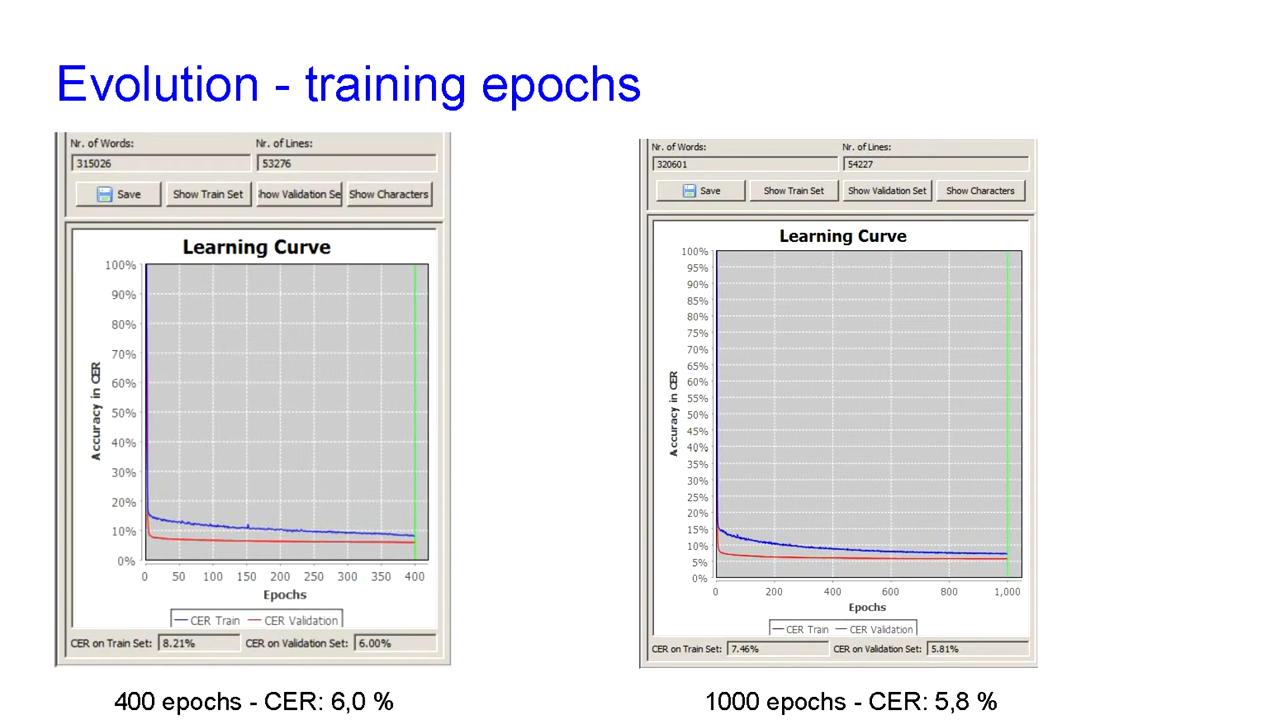 Evolution - training epochs
Nr. of Words: Nr. of Lines:
315026 53276
Save Show Train Set how Validation Se Show Characters
Learning Curve
100%
90%
80%
70%
60%
50%
40%
30%
20%
10%
0%
Accuracy in CER
0 50 100 150 200 250 300 350 400
Epochs
CER Train CER Validation
CER on Train Set: 8.21% CER on Validation Set: 6.00%
400 epochs - CER: 6,0 %
Nr. of Words: Nr. of Lines:
320601 54227
Save Show Train Set Show Validation Set Show Characters
Learning Curve
100%
95%
90%
85%
80%
75%
70%
65%
60%
55%
50%
45%
40%
35%
30%
25%
20%
15%
10%
5%
0%
Accuracy in CER
0 200 400 600 800 1,000
Epochs
CER Train CER Validation
CER on Train Set: 7.46% CER on Validation Set: 5.81%
1000 epochs - CER: 5,8 %